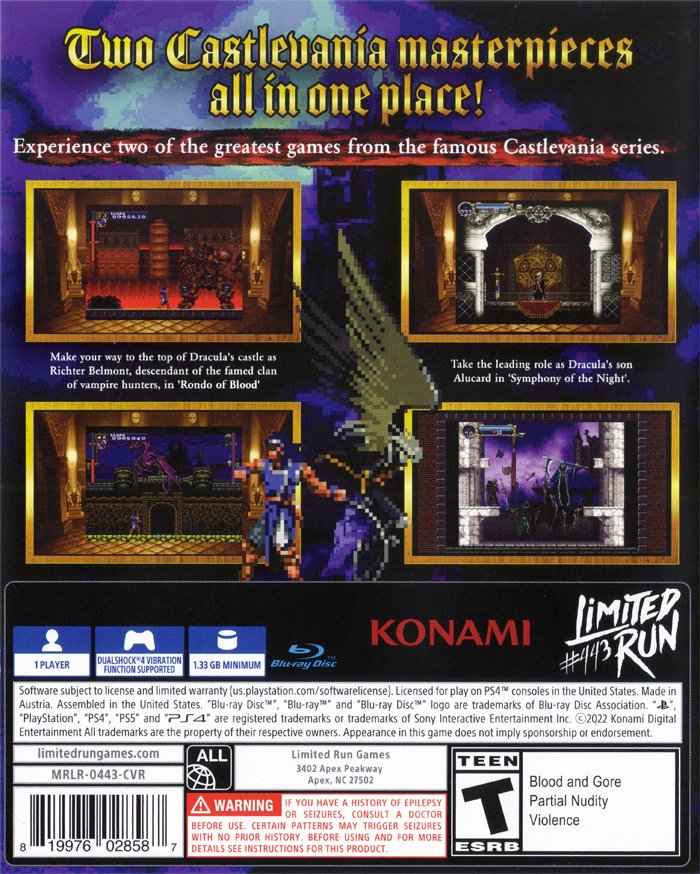 Two Castlevania masterpieces
all in one place!
Experience two of the greatest games from the famous Castlevania series.
Make your way to the top of Dracula's castle as
Richter Belmont, descendant of the famed clan
of vampire hunters, in 'Rondo of Blood'
Take the leading role as Dracula's son
Alucard in 'Symphony of the Night'.
KONAMI
LIMITED
RUN
#443
1 PLAYER
DUALSHOCK®4 VIBRATION
FUNCTION SUPPORTED
1.33 GB MINIMUM
Blu-ray Disc™
Software subject to license and limited warranty (us.playstation.com/softwarelicense). Licensed for play on PS4™ consoles in the United States. Made in
Austria. Assembled in the United States. "Blu-ray Disc™", "Blu-ray™" and "Blu-ray Disc™" logo are trademarks of Blu-ray Disc Association. "
",
"PlayStation", "PS4", "PS5" and "PS4" are registered trademarks or trademarks of Sony Interactive Entertainment Inc. ©2022 Konami Digital
Entertainment All trademarks are the property of their respective owners. Appearance in this game does not imply sponsorship or endorsement.
limitedrungames.com
MRLR-0443-CVR
ALL
Limited Run Games
3402 Apex Peakway
Apex, NC 27502
WARNING
IF YOU HAVE A HISTORY OF EPILEPSY
OR SEIZURES, CONSULT A DOCTOR
BEFORE USE. CERTAIN PATTERNS MAY TRIGGER SEIZURES
WITH NO PRIOR HISTORY. BEFORE USING AND FOR MORE
DETAILS SEE INSTRUCTIONS FOR THIS PRODUCT.
8 19976 02858 7
TEEN
T
ESRB
Blood and Gore
Partial Nudity
Violence